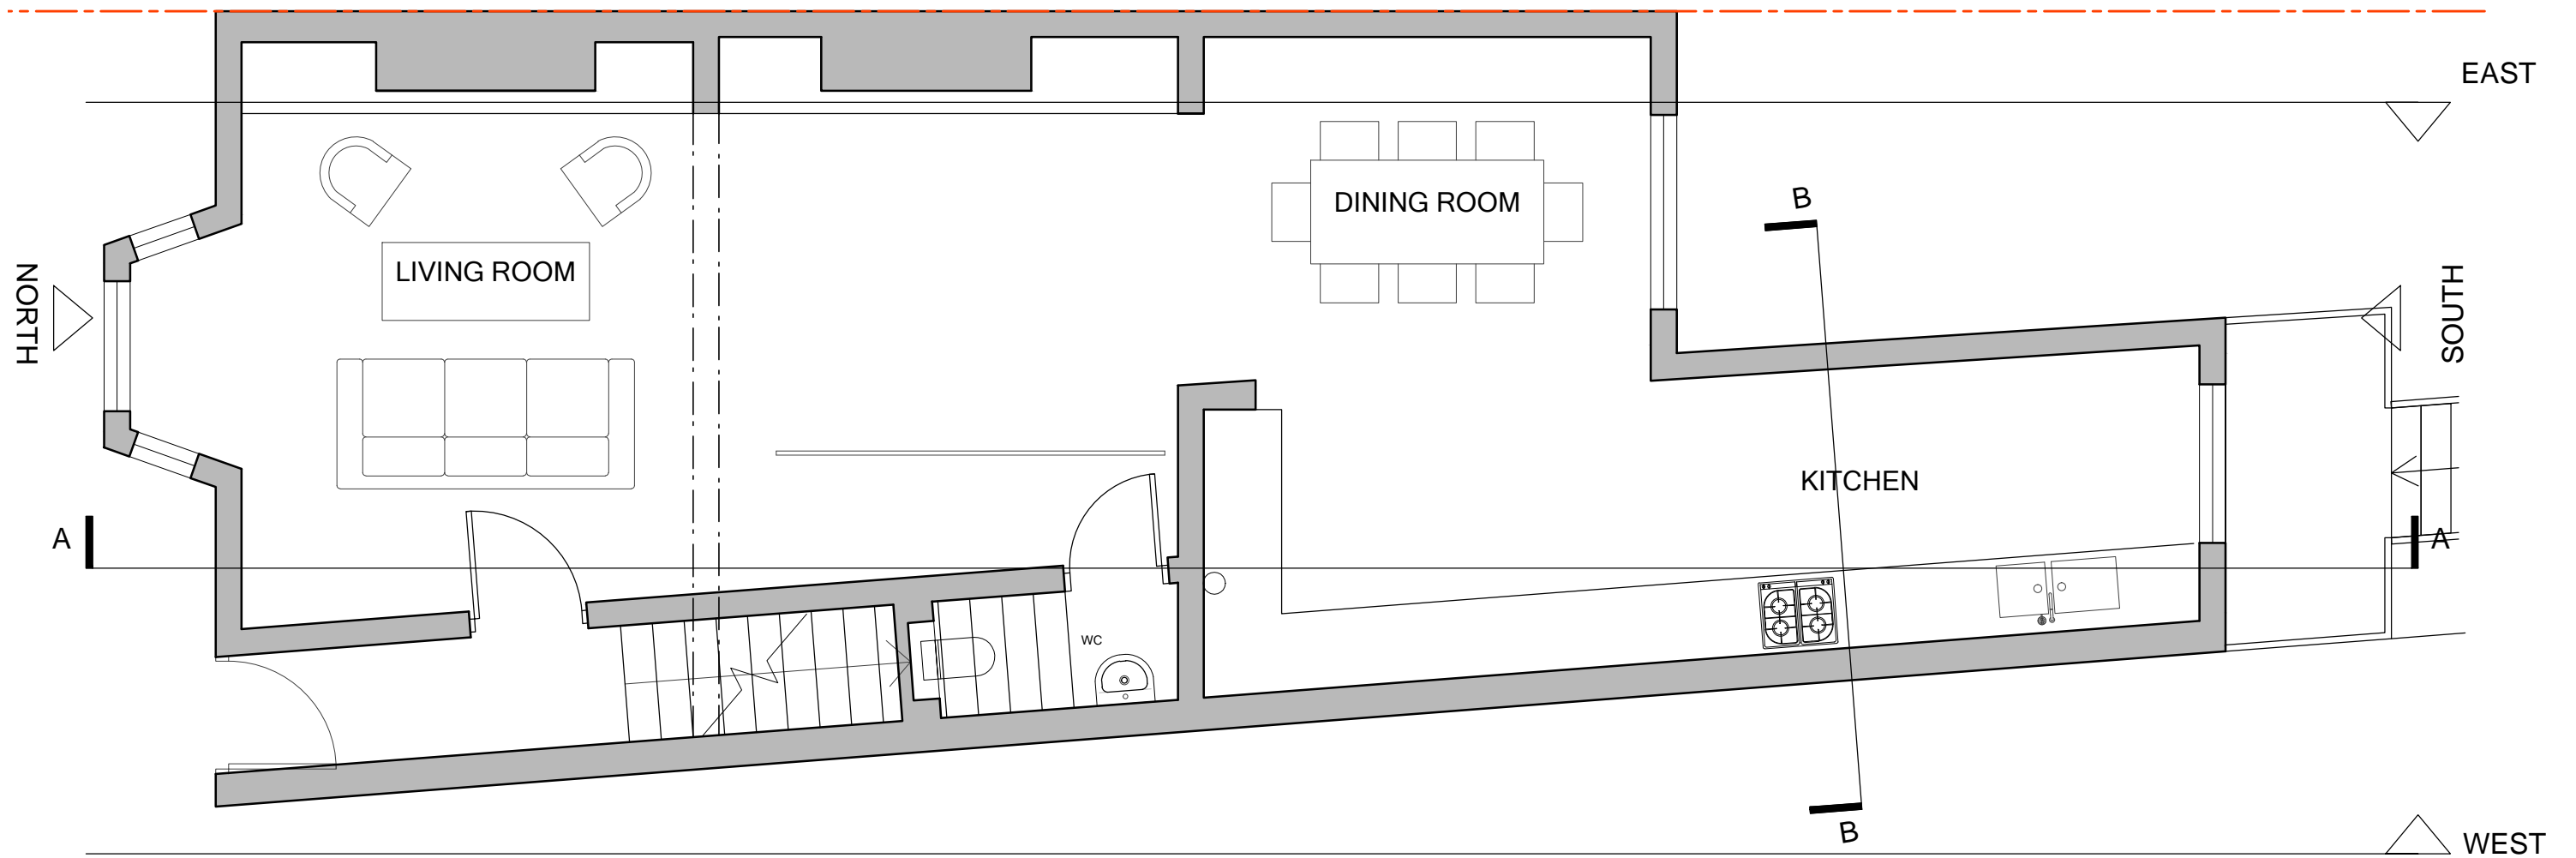 EAST
B
DINING ROOM
LIVING ROOM
NORTH
SOUTH
KITCHEN
A
A
WC
B
WEST